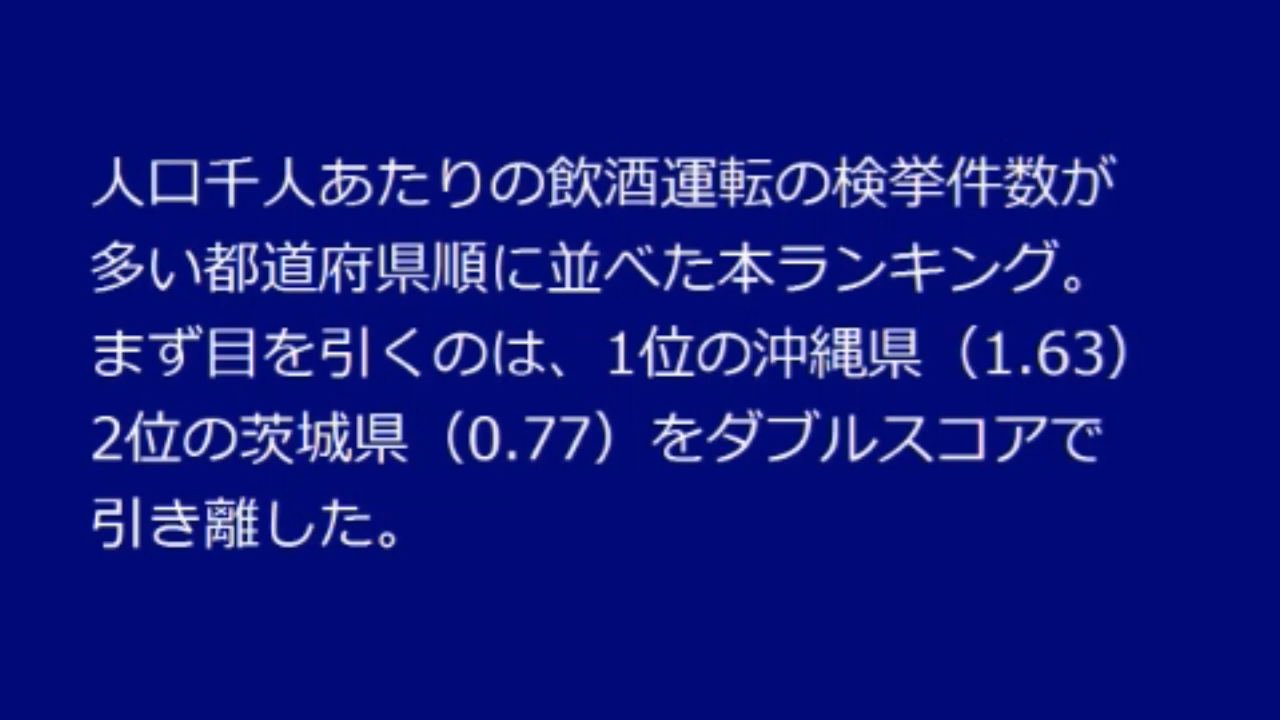 人口千人あたりの飲酒運転の検挙件数が
多い都道府県順に並べた本ランキング。
まず目を引くのは、1位の沖縄県（1.63）
2位の茨城県（0.77）をダブルスコアで
引き離した。